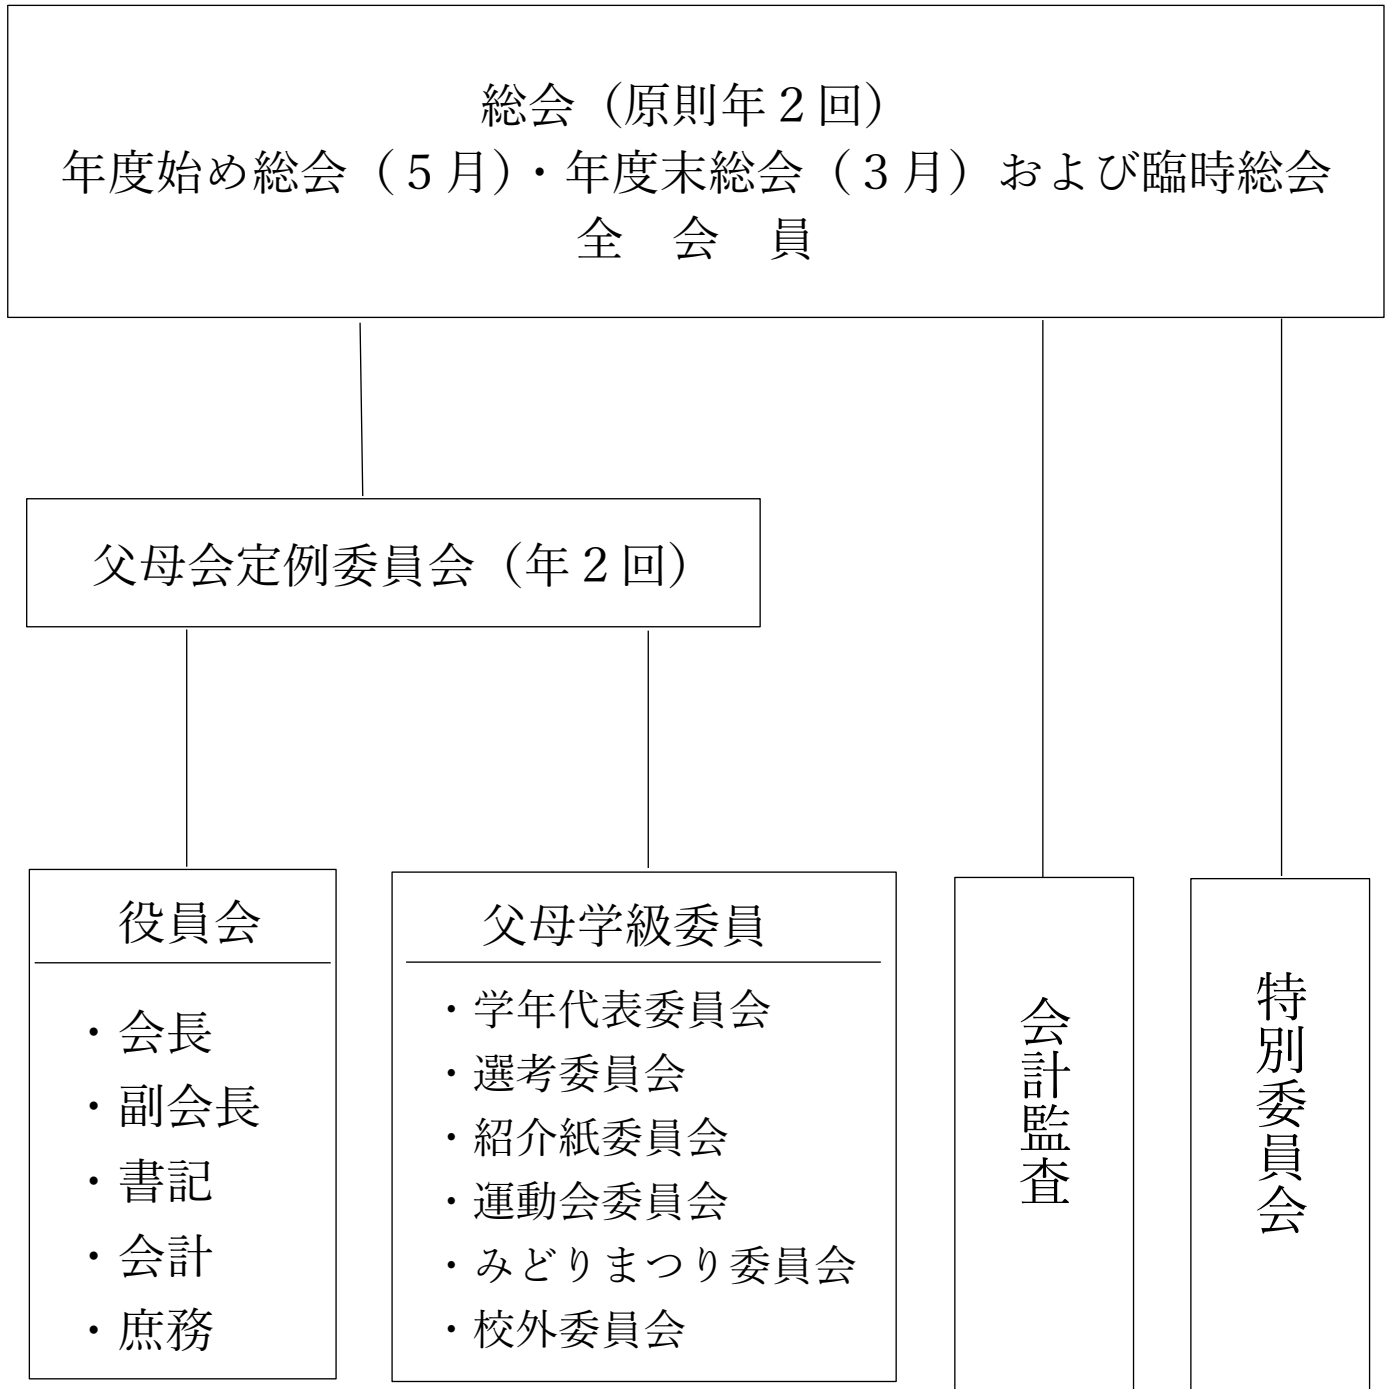 総会（原則年２回）
年度始め総会（５月）・年度末総会（３月）および臨時総会
全　会　員
父母会定例委員会（年２回）
役員会
・会長
・副会長
・書記
・会計
・庶務
父母学級委員
・学年代表委員会
・選考委員会
・紹介紙委員会
・運動会委員会
・みどりまつり委員会
・校外委員会
会計監査
特別委員会